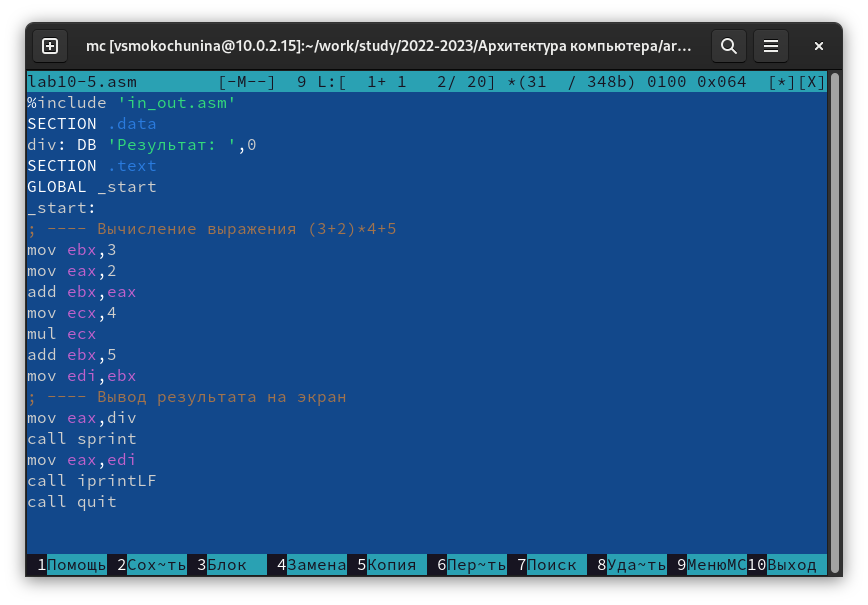 mc [vsmokochunina@10.0.2.15]:~/work/study/2022-2023/Архитектура компьютера/ar...
lab10-5.asm [-M--] 9 L:[ 1+ 1 2/ 20] *(31 / 348b) 0100 0x064 [*][X]
%include 'in_out.asm'
SECTION .data
div: DB 'Результат: ',0
SECTION .text
GLOBAL _start
_start:
; ---- Вычисление выражения (3+2)*4+5
mov ebx,3
mov eax,2
add ebx,eax
mov ecx,4
mul ecx
add ebx,5
mov edi,ebx
; ---- Вывод результата на экран
mov eax,div
call sprint
mov eax,edi
call iprintLF
call quit
1Помощь 2Сох~ть 3Блок 4Замена 5Копия 6Пер~ть 7Поиск 8Уда~ть 9МенюMC 10Выход